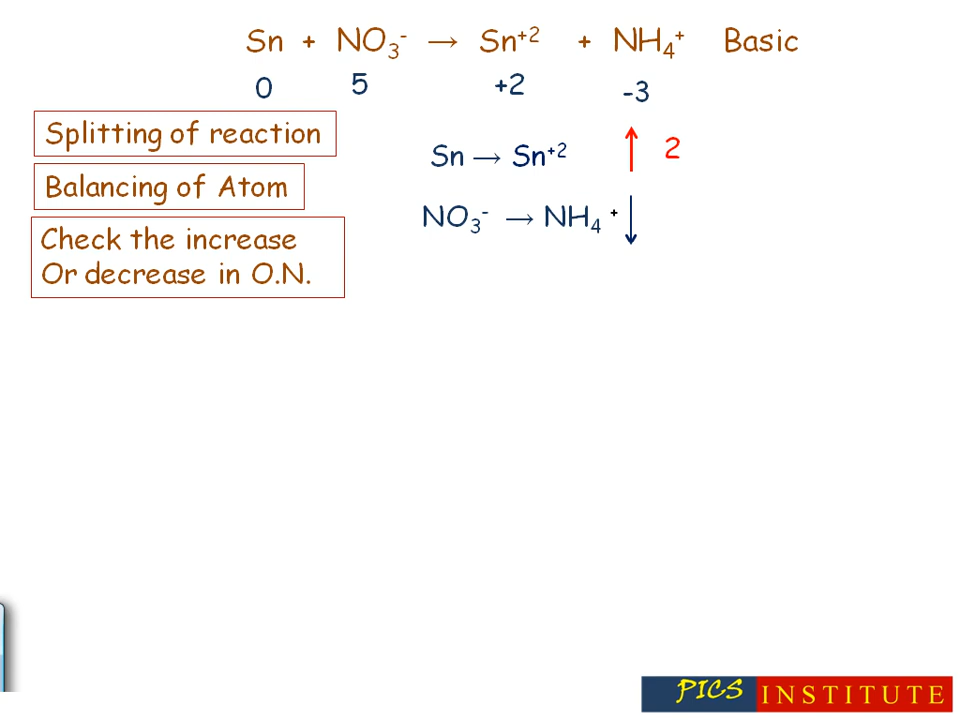 Sn + NO₃⁻ → Sn⁺² + NH₄⁺ Basic
0 5 +2 -3
Splitting of reaction
Sn → Sn⁺² ↑ 2
Balancing of Atom
NO₃⁻ → NH₄⁺ ↓
Check the increase
Or decrease in O.N.
PICS INSTITUTE